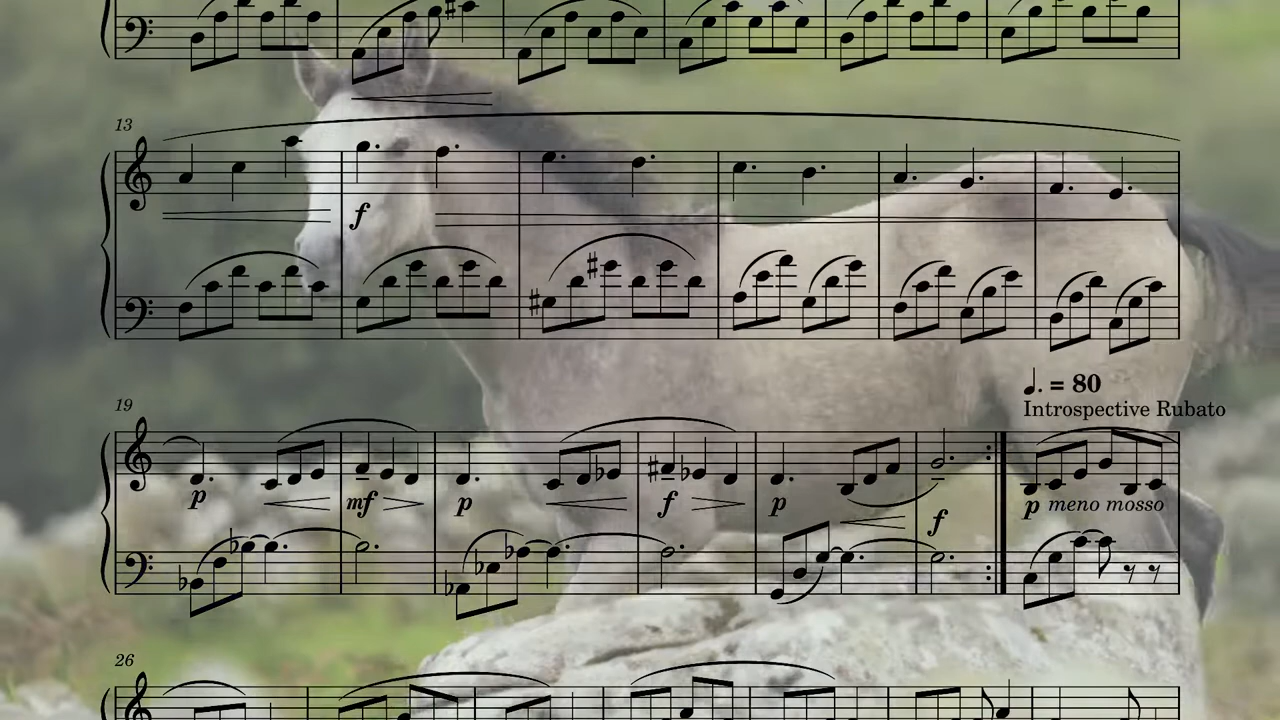 13
f
♩. = 80
Introspective Rubato
19
p mf p f p f p meno mosso
26